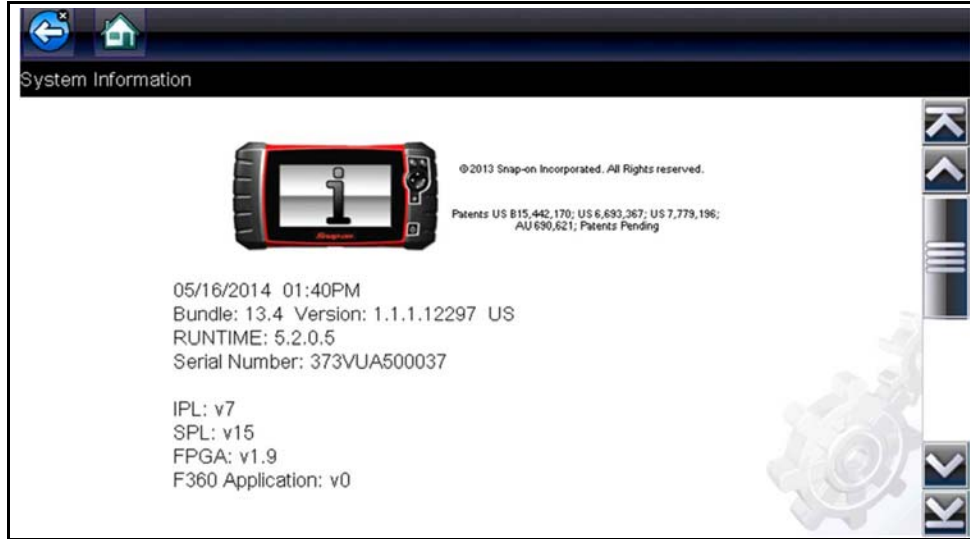 System Information
©2013 Snap-on Incorporated. All Rights reserved.
Patents US B15,442,170; US 6,693,367; US 7,779,196;
AU 690,621; Patents Pending
Snap-on
05/16/2014 01:40PM
Bundle: 13.4 Version: 1.1.1.12297 US
RUNTIME: 5.2.0.5
Serial Number: 373VUA500037
IPL: v7
SPL: v15
FPGA: v1.9
F360 Application: v0